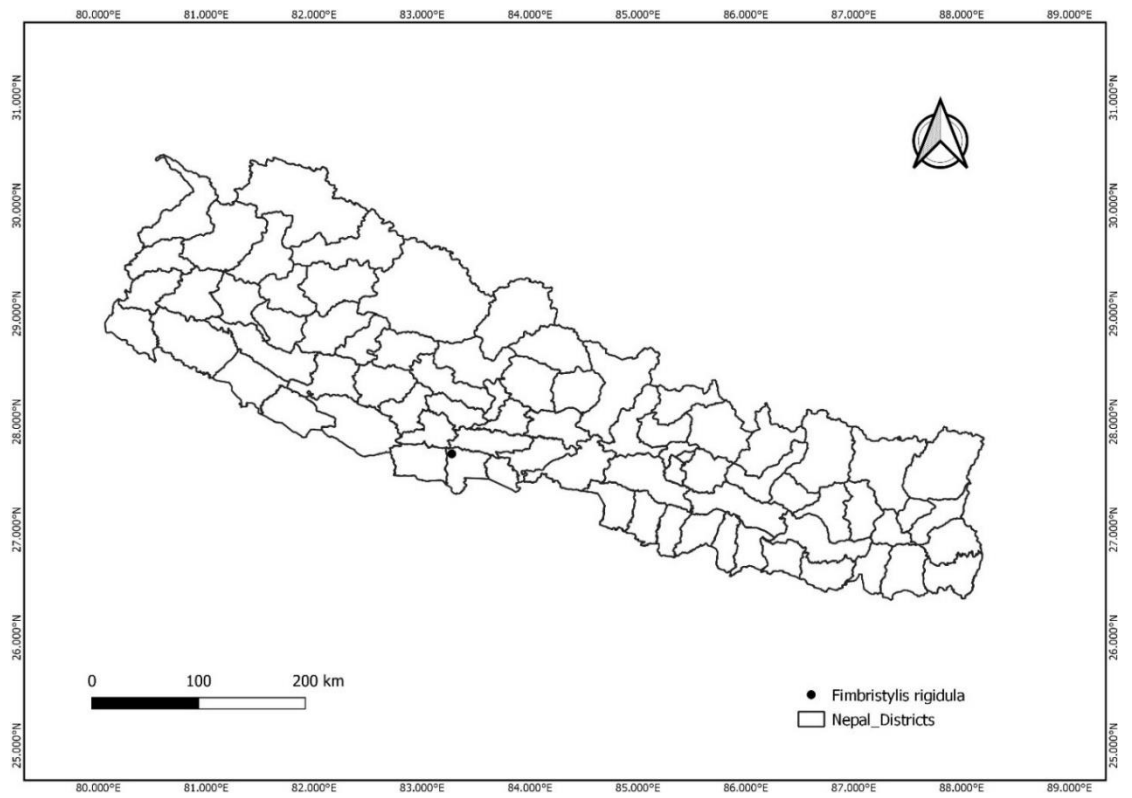 80.000°E 81.000°E 82.000°E 83.000°E 84.000°E 85.000°E 86.000°E 87.000°E 88.000°E 89.000°E
31.000°N
31.000°N
30.000°N
30.000°N
29.000°N
29.000°N
28.000°N
28.000°N
27.000°N
27.000°N
26.000°N
26.000°N
25.000°N
25.000°N
0 100 200 km
Fimbristylis rigidula
Nepal_Districts
80.000°E 81.000°E 82.000°E 83.000°E 84.000°E 85.000°E 86.000°E 87.000°E 88.000°E 89.000°E